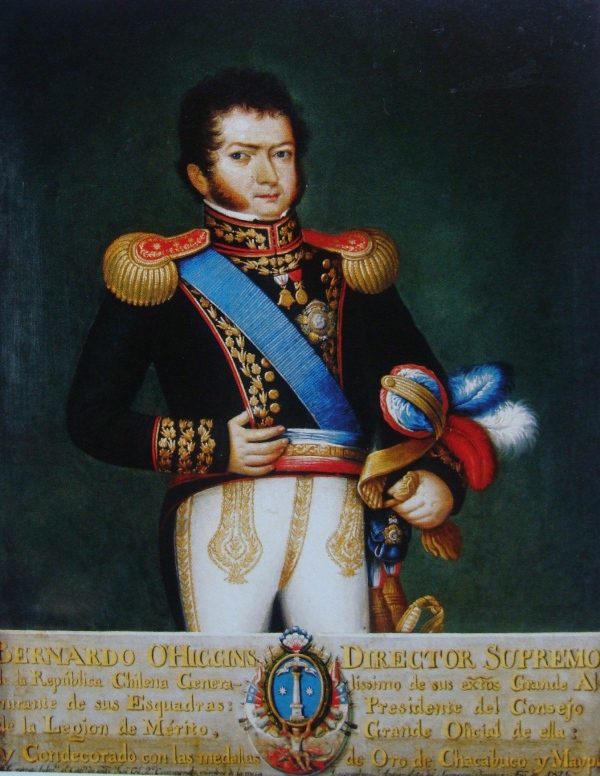 BERNARDO O'HIGGINS, DIRECTOR SUPREMO
de la República Chilena Genera- lissimo de sus extos Grande Al
mirante de sus Esquadras: Presidente del Consejo
de la Legion de Mérito, Grande Oficial de ella:
y Condecorado con las medallas de Oro de Chacabuco y Maypu